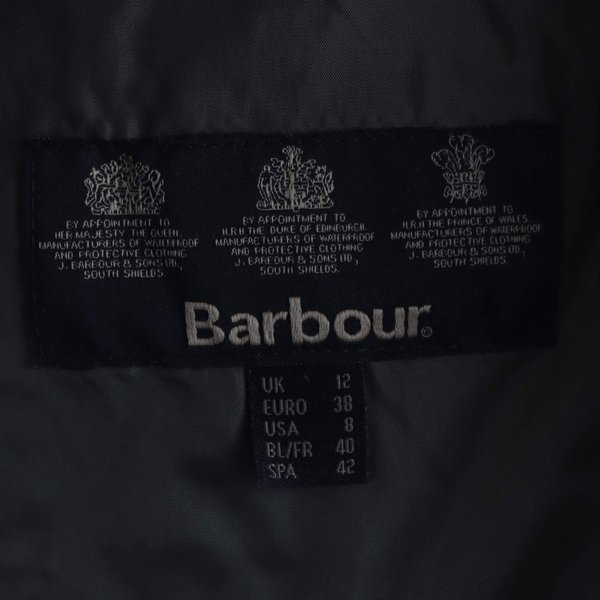 BY APPOINTMENT TO
HER MAJESTY THE QUEEN.
MANUFACTURERS OF WATERPROOF
AND PROTECTIVE CLOTHING
J. BARBOUR & SONS LTD.,
SOUTH SHIELDS.
BY APPOINTMENT TO
H.R.H. THE DUKE OF EDINBURGH.
MANUFACTURERS OF WATERPROOF
AND PROTECTIVE CLOTHING
J. BARBOUR & SONS LTD.,
SOUTH SHIELDS.
BY APPOINTMENT TO
H.R.H THE PRINCE OF WALES.
MANUFACTURERS OF WATERPROOF
AND PROTECTIVE CLOTHING
J. BARBOUR & SONS LTD.,
SOUTH SHIELDS.
Barbour®
UK 12
EURO 38
USA 8
BL/FR 40
SPA 42